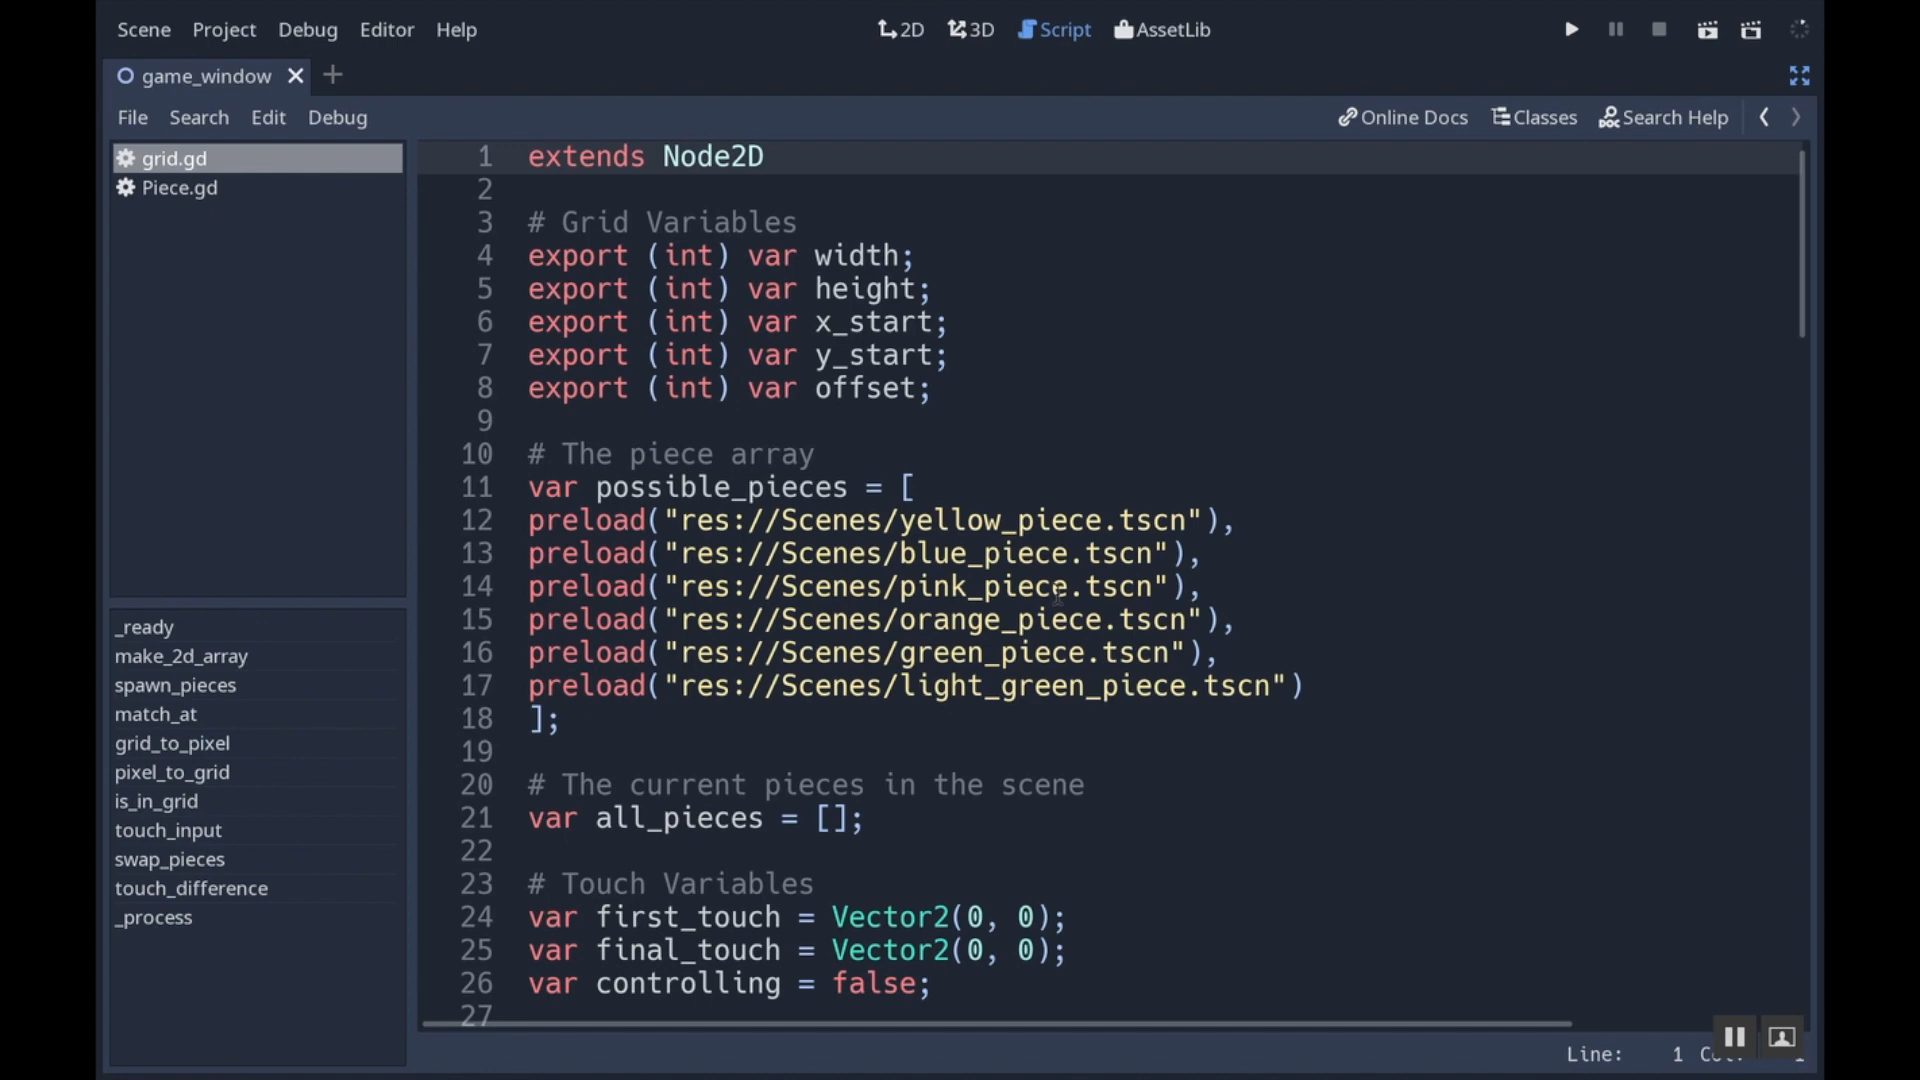 Scene Project Debug Editor Help 2D 3D Script AssetLib
game_window
File Search Edit Debug Online Docs Classes Search Help
grid.gd
Piece.gd
_ready
make_2d_array
spawn_pieces
match_at
grid_to_pixel
pixel_to_grid
is_in_grid
touch_input
swap_pieces
touch_difference
_process
1 extends Node2D
2
3 # Grid Variables
4 export (int) var width;
5 export (int) var height;
6 export (int) var x_start;
7 export (int) var y_start;
8 export (int) var offset;
9
10 # The piece array
11 var possible_pieces = [
12 preload("res://Scenes/yellow_piece.tscn"),
13 preload("res://Scenes/blue_piece.tscn"),
14 preload("res://Scenes/pink_piece.tscn"),
15 preload("res://Scenes/orange_piece.tscn"),
16 preload("res://Scenes/green_piece.tscn"),
17 preload("res://Scenes/light_green_piece.tscn")
18 ];
19
20 # The current pieces in the scene
21 var all_pieces = [];
22
23 # Touch Variables
24 var first_touch = Vector2(0, 0);
25 var final_touch = Vector2(0, 0);
26 var controlling = false;
27
Line: 1